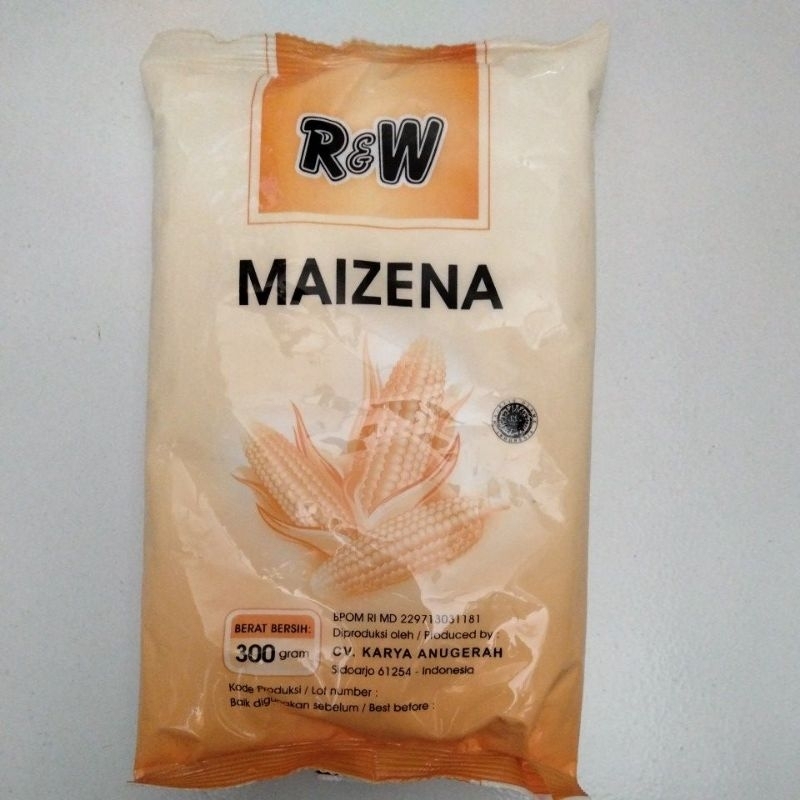 R&W
MAIZENA
BERAT BERSIH:
300 gram
BPOM RI MD 229713031181
Diproduksi oleh / Produced by :
CV. KARYA ANUGERAH
Sidoarjo 61254 - Indonesia
Kode Produksi / Lot number :
Baik digunakan sebelum / Best before :